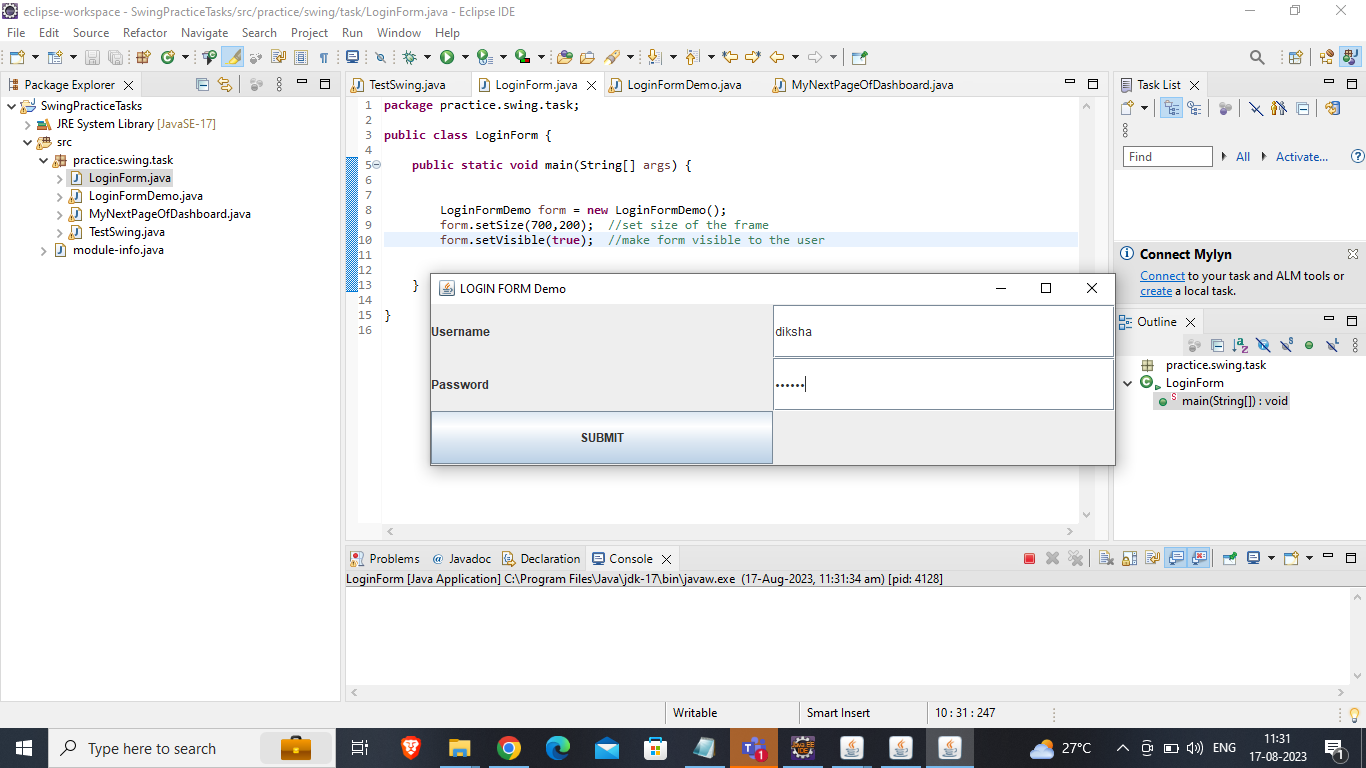 eclipse-workspace - SwingPracticeTasks/src/practice/swing/task/LoginForm.java - Eclipse IDE
File Edit Source Refactor Navigate Search Project Run Window Help
Package Explorer
SwingPracticeTasks
JRE System Library [JavaSE-17]
src
practice.swing.task
LoginForm.java
LoginFormDemo.java
MyNextPageOfDashboard.java
TestSwing.java
module-info.java
TestSwing.java LoginForm.java LoginFormDemo.java MyNextPageOfDashboard.java
1 package practice.swing.task;
2
3 public class LoginForm {
4
5 public static void main(String[] args) {
6
7
8 LoginFormDemo form = new LoginFormDemo();
9 form.setSize(700,200); //set size of the frame
10 form.setVisible(true); //make form visible to the user
11
12
13 }
14
15 }
16
LOGIN FORM Demo
Username diksha
Password ••••••
SUBMIT
Task List
Find All Activate...
Connect Mylyn
Connect to your task and ALM tools or
create a local task.
Outline
practice.swing.task
LoginForm
main(String[]) : void
Problems @ Javadoc Declaration Console
LoginForm [Java Application] C:\Program Files\Java\jdk-17\bin\javaw.exe (17-Aug-2023, 11:31:34 am) [pid: 4128]
Writable Smart Insert 10 : 31 : 247
Type here to search
27°C ENG
11:31
17-08-2023
1
1